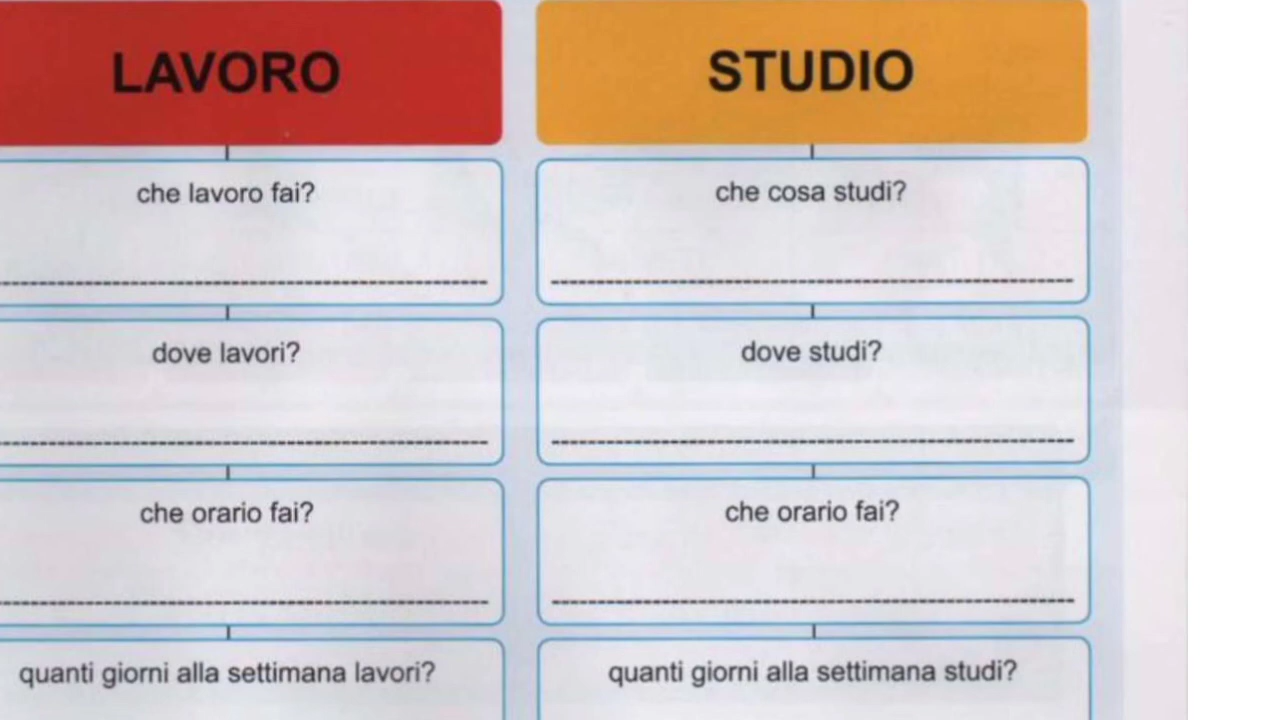 LAVORO
che lavoro fai?
dove lavori?
che orario fai?
quanti giorni alla settimana lavori?
STUDIO
che cosa studi?
dove studi?
che orario fai?
quanti giorni alla settimana studi?